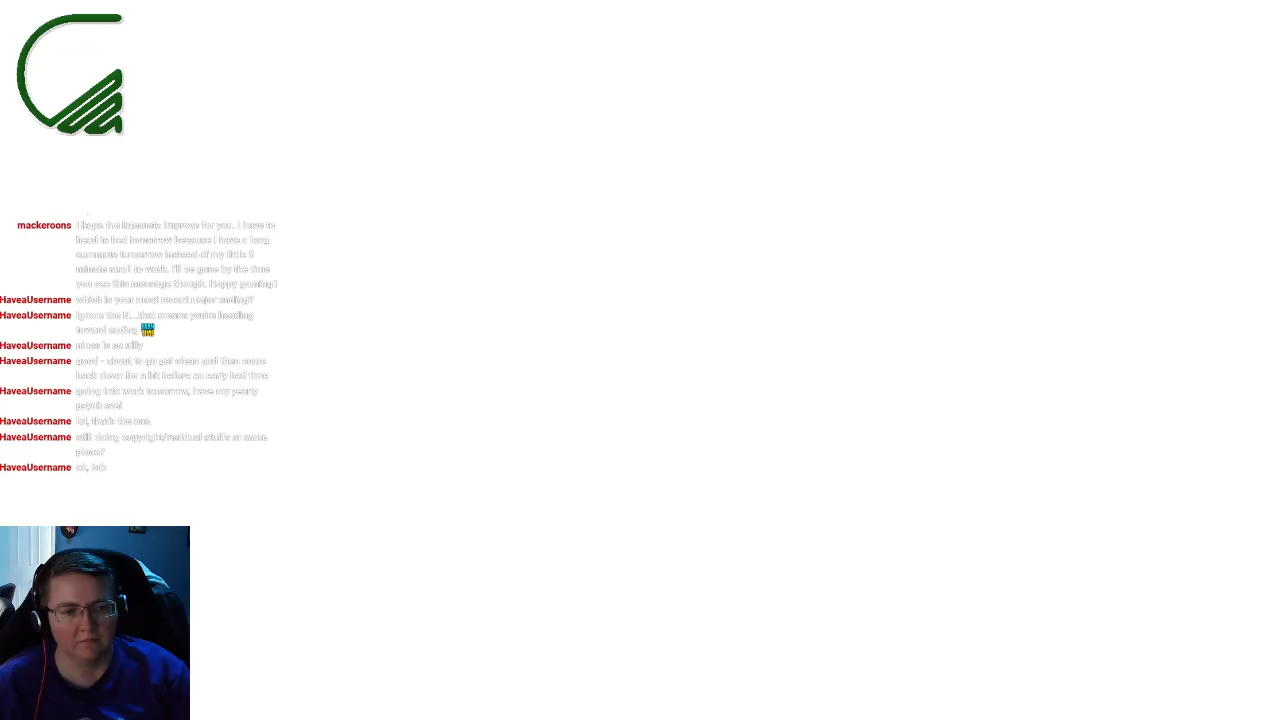 mackeroons I hope the internets improve for you. I have to
head to bed tomorrow because I have a long
commute tomorrow instead of my little 5
minute stroll to work. I'll be gone by the time
you see this message though. Happy gaming!
HaveaUsername which is your most recent major ending?
HaveaUsername Ignore the N...that means you're heading
toward ending
HaveaUsername is so silly
HaveaUsername good - about to go get clean and then come
back down for a bit before an early bed time
HaveaUsername going into work tomorrow, have my yearly
psych eval
HaveaUsername lol, that's the one
HaveaUsername still doing copyright/residual stuffs at same
place?
HaveaUsername ok, brb